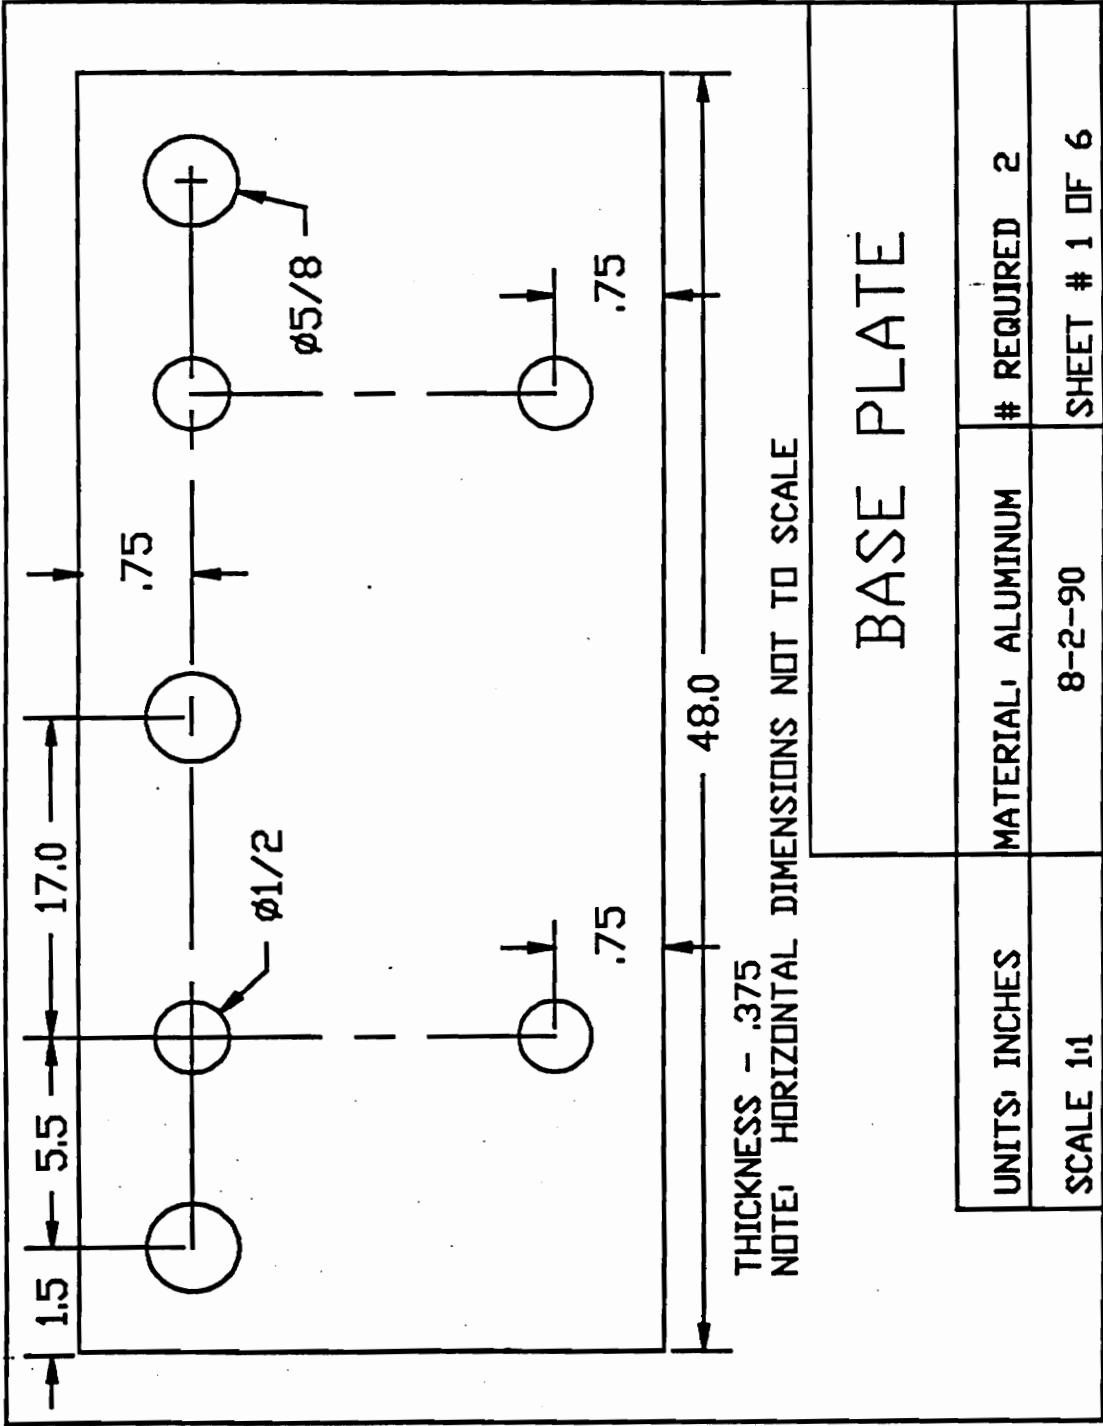 1.5
5.5
17.0
.75
ø1/2
ø5/8
.75
.75
48.0
THICKNESS - .375
NOTE: HORIZONTAL DIMENSIONS NOT TO SCALE
BASE PLATE
UNITS: INCHES
MATERIAL: ALUMINUM
# REQUIRED 2
SCALE 1:1
8-2-90
SHEET # 1 OF 6